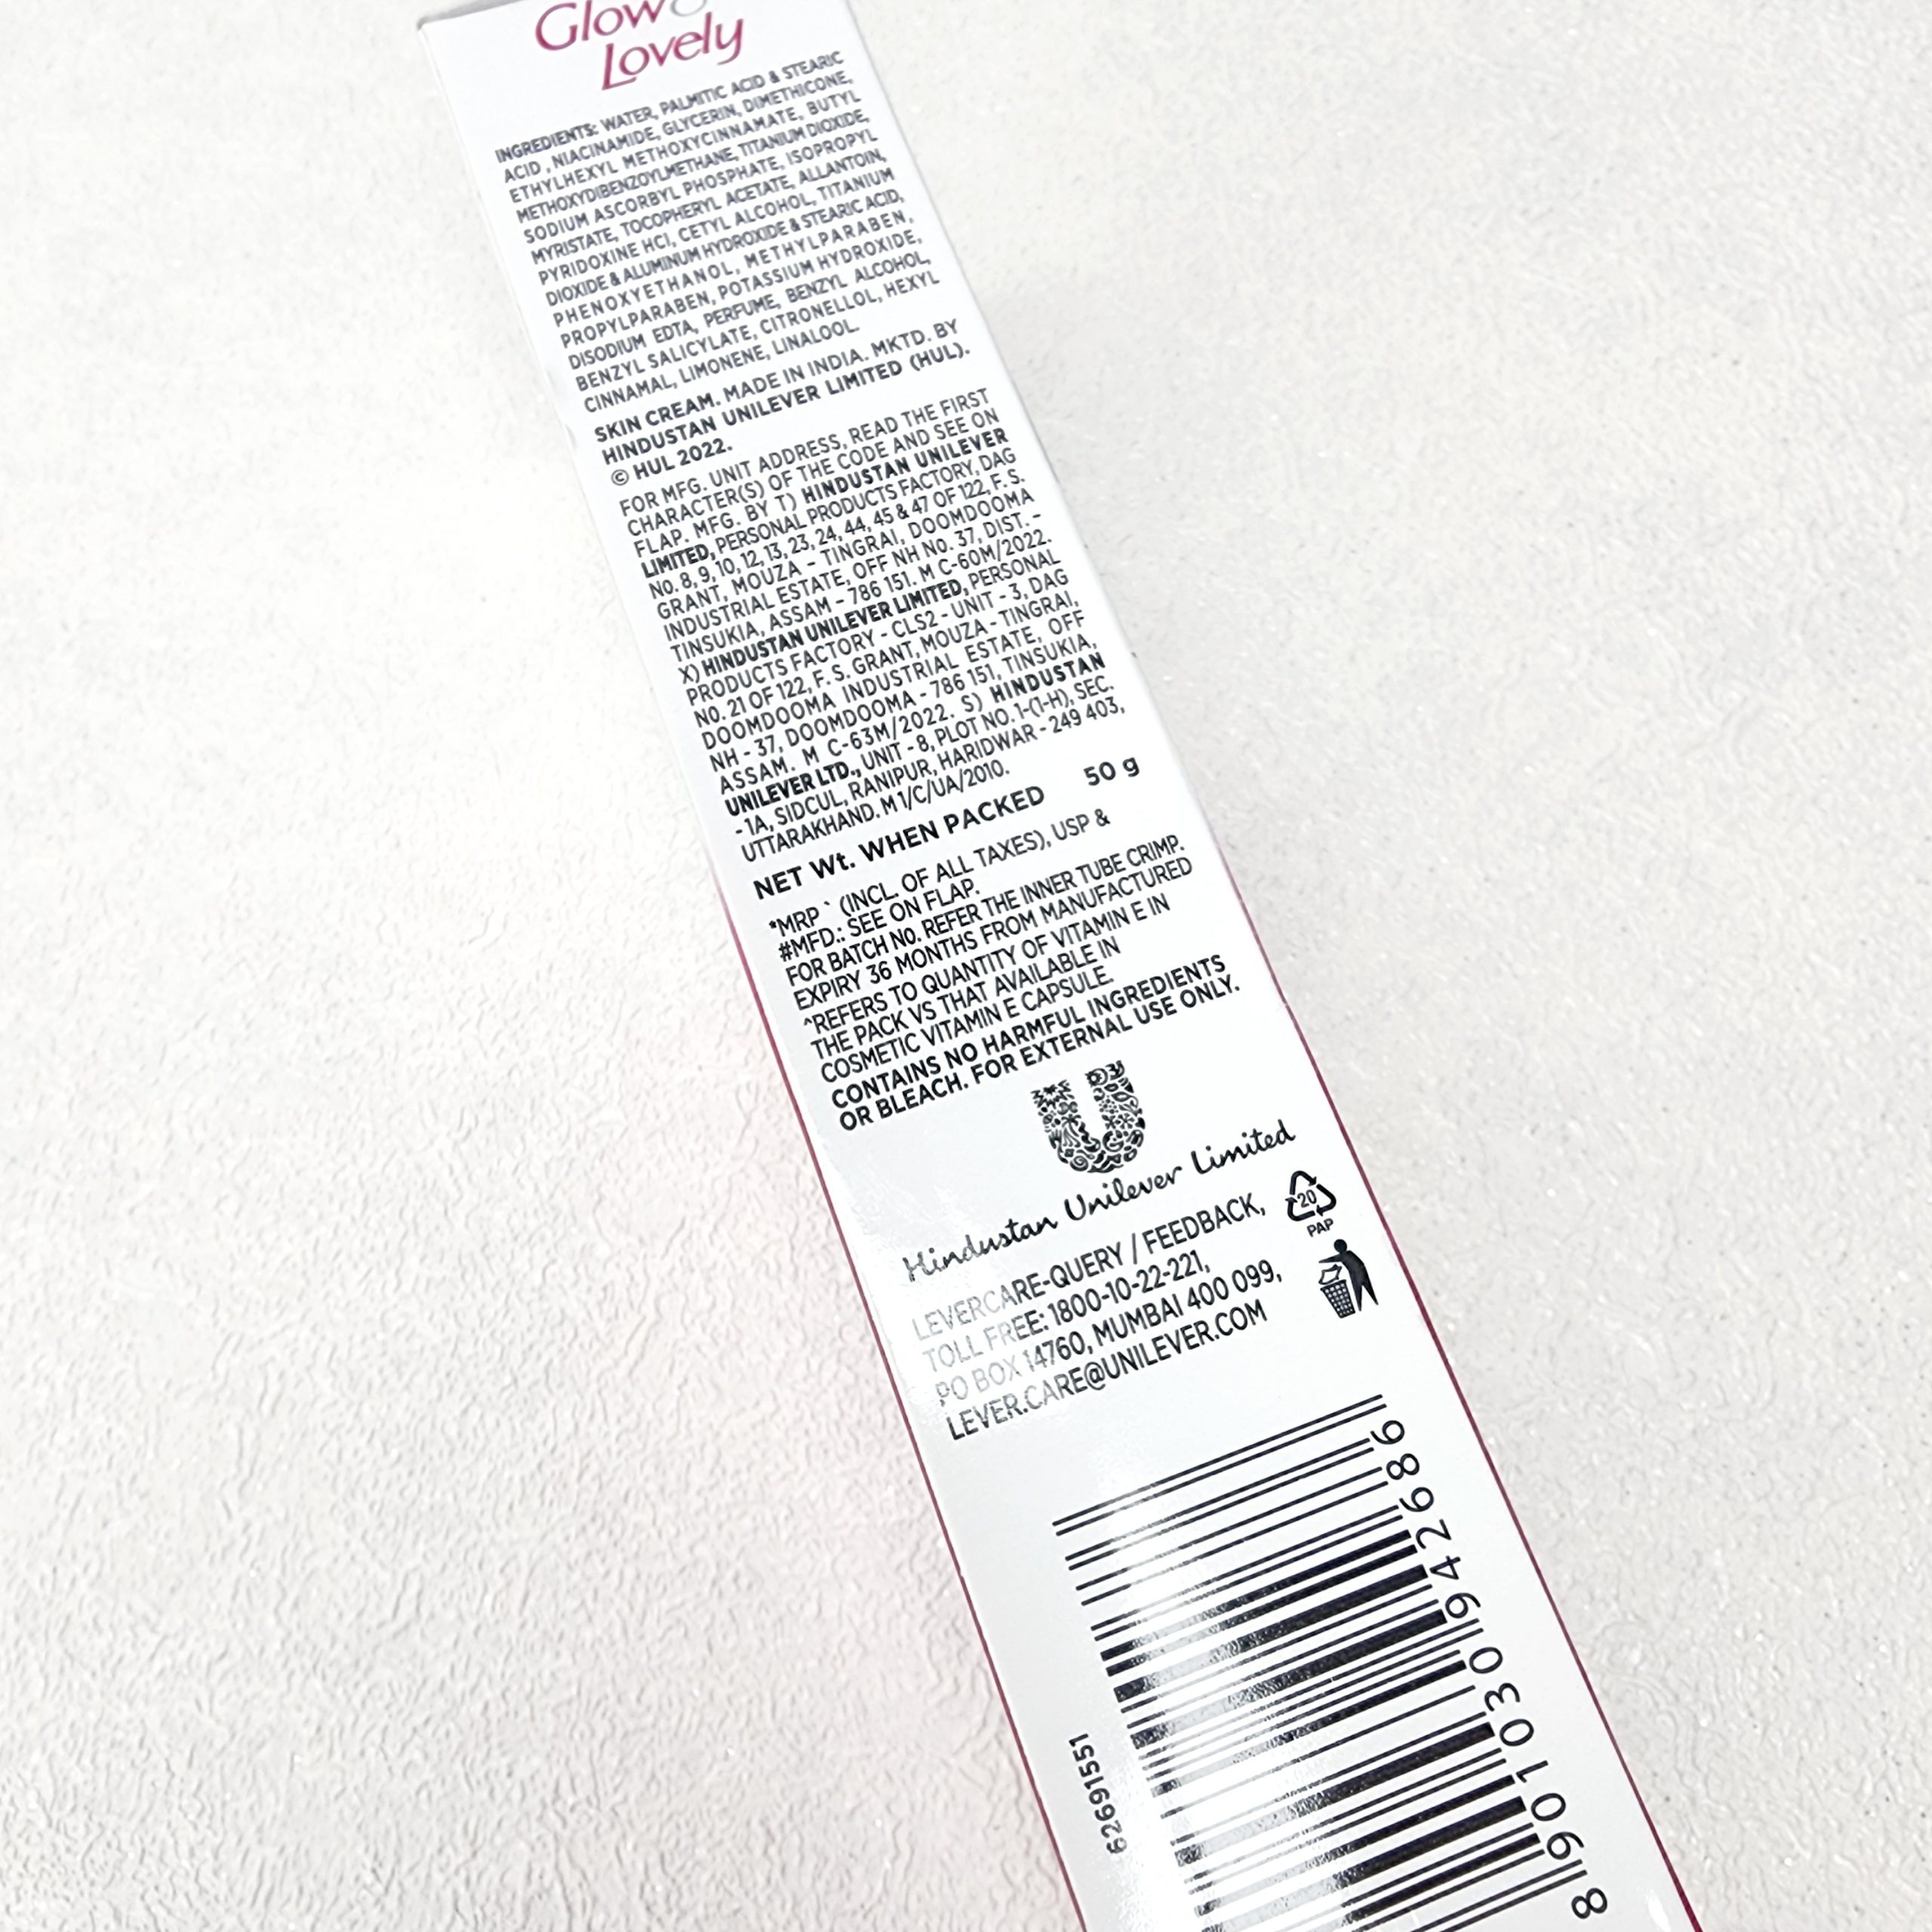 Glow &
Lovely
INGREDIENTS: WATER, PALMITIC ACID & STEARIC
ACID , NIACINAMIDE, GLYCERIN, DIMETHICONE,
ETHYLHEXYL METHOXYCINNAMATE, BUTYL
METHOXYDIBENZOYLMETHANE, TITANIUM DIOXIDE,
SODIUM ASCORBYL PHOSPHATE, ISOPROPYL
MYRISTATE, TOCOPHERYL ACETATE, ALLANTOIN,
PYRIDOXINE HCl, CETYL ALCOHOL, TITANIUM
DIOXIDE & ALUMINUM HYDROXIDE & STEARIC ACID,
PHENOXYETHANOL, METHYLPARABEN,
PROPYLPARABEN, POTASSIUM HYDROXIDE,
DISODIUM EDTA, PERFUME, BENZYL ALCOHOL,
BENZYL SALICYLATE, CITRONELLOL, HEXYL
CINNAMAL, LIMONENE, LINALOOL.
SKIN CREAM. MADE IN INDIA. MKTD. BY
HINDUSTAN UNILEVER LIMITED (HUL).
© HUL 2022.
FOR MFG. UNIT ADDRESS, READ THE FIRST
CHARACTER(S) OF THE CODE AND SEE ON
FLAP. MFG. BY T) HINDUSTAN UNILEVER
LIMITED, PERSONAL PRODUCTS FACTORY, DAG
No. 8, 9, 10, 12, 13, 23, 24, 44, 45 & 47 OF 122, F. S.
GRANT, MOUZA - TINGRAI, DOOMDOOMA
INDUSTRIAL ESTATE, OFF NH NO. 37, DIST. -
TINSUKIA, ASSAM - 786 151. M C-60M/2022.
X) HINDUSTAN UNILEVER LIMITED, PERSONAL
PRODUCTS FACTORY - CLS2 - UNIT - 3, DAG
NO. 21 OF 122, F. S. GRANT, MOUZA - TINGRAI,
DOOMDOOMA INDUSTRIAL ESTATE, OFF
NH - 37, DOOMDOOMA - 786 151, TINSUKIA,
ASSAM. M C-63M/2022. S) HINDUSTAN
UNILEVER LTD., UNIT - 8, PLOT NO. 1-(1-H), SEC.
- 1A, SIDCUL, RANIPUR, HARIDWAR - 249 403,
UTTARAKHAND. M 1/C/UA/2010.
NET Wt. WHEN PACKED 50 g
*MRP ` (INCL. OF ALL TAXES), USP &
#MFD.: SEE ON FLAP.
FOR BATCH No. REFER THE INNER TUBE CRIMP.
EXPIRY 36 MONTHS FROM MANUFACTURED
^REFERS TO QUANTITY OF VITAMIN E IN
THE PACK VS THAT AVAILABLE IN
COSMETIC VITAMIN E CAPSULE.
CONTAINS NO HARMFUL INGREDIENTS
OR BLEACH. FOR EXTERNAL USE ONLY.
Hindustan Unilever Limited
LEVERCARE-QUERY / FEEDBACK,
TOLL FREE: 1800-10-22-221,
PO BOX 14760, MUMBAI 400 099,
LEVER.CARE@UNILEVER.COM
20
PAP
62691551
8 901030 942686